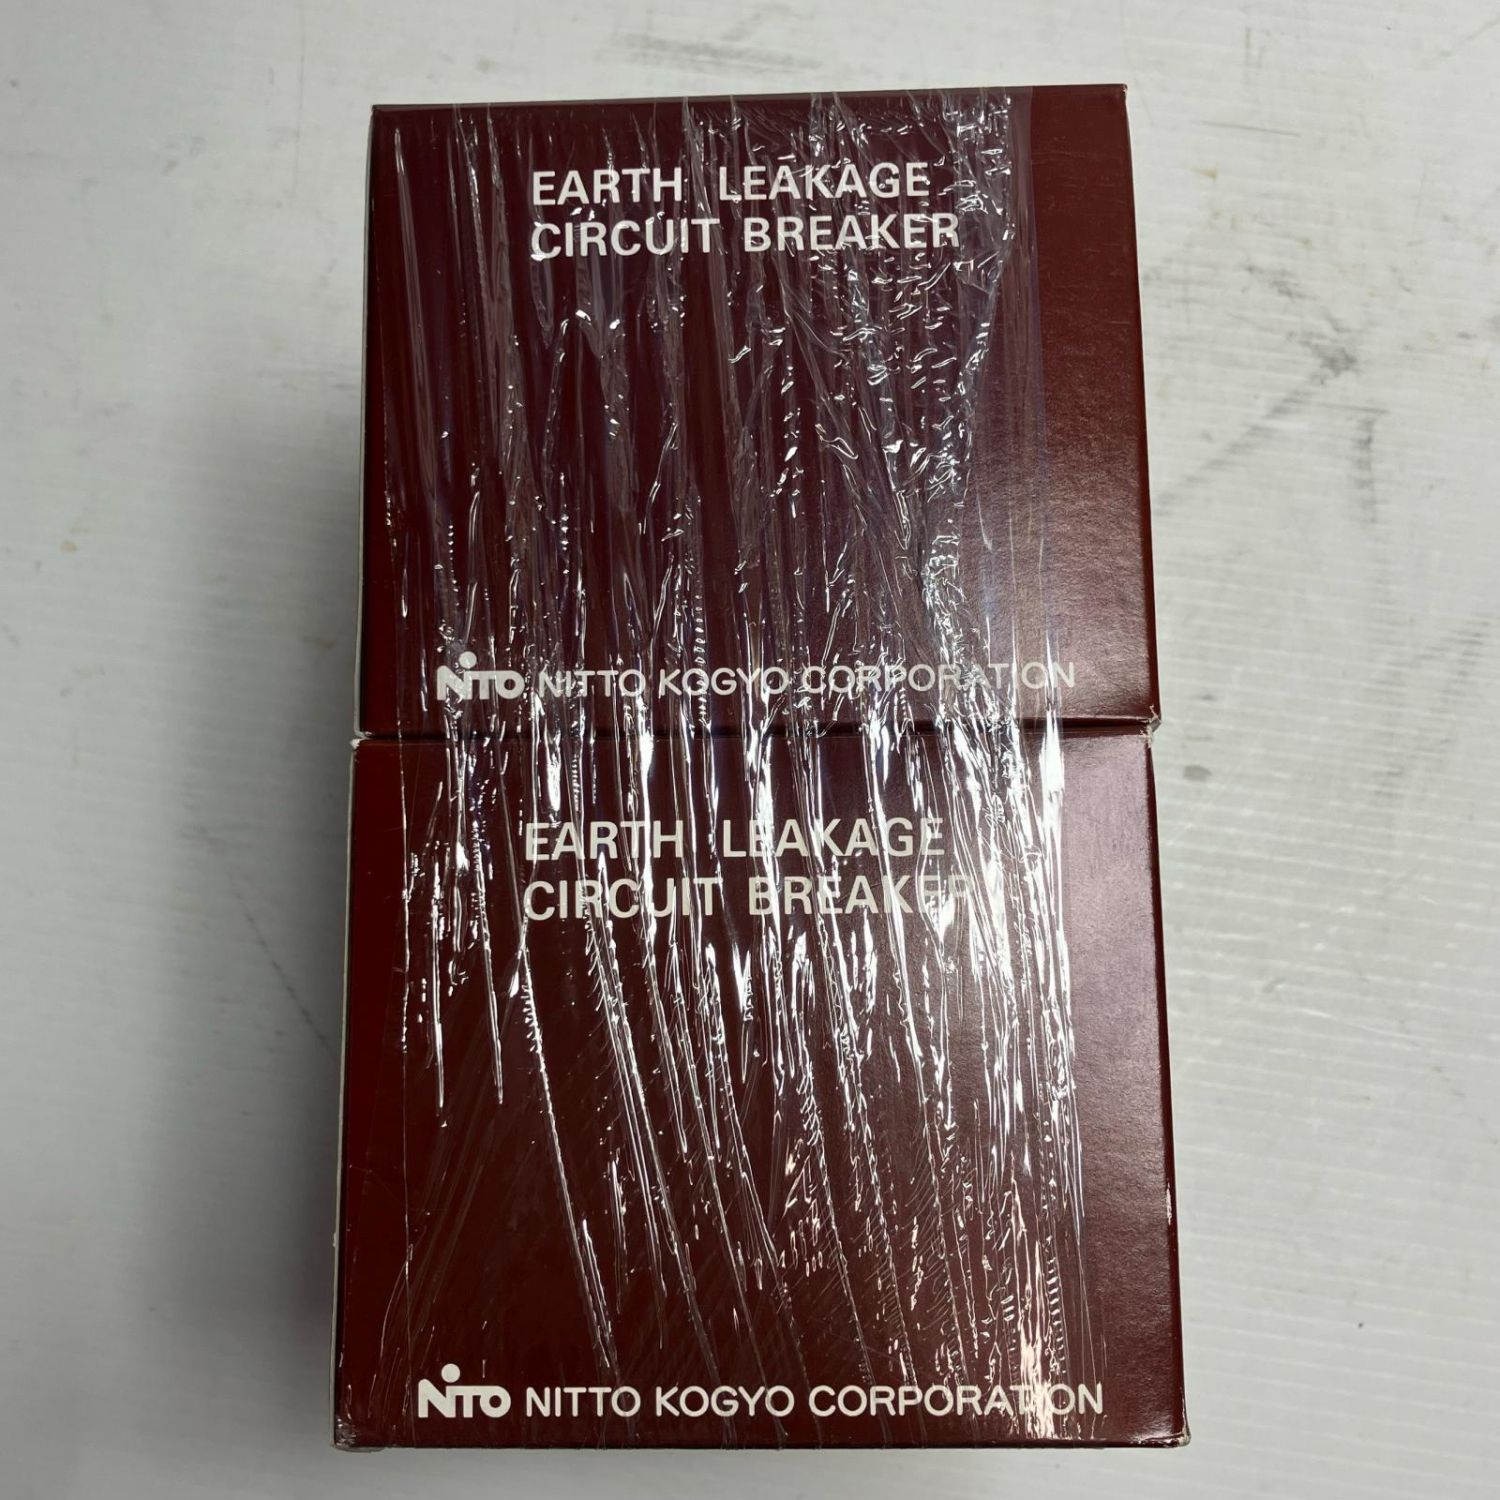 EARTH LEAKAGE
CIRCUIT BREAKER
NITO NITTO KOGYO CORPORATION
EARTH LEAKAGE
CIRCUIT BREAKER
NITO NITTO KOGYO CORPORATION